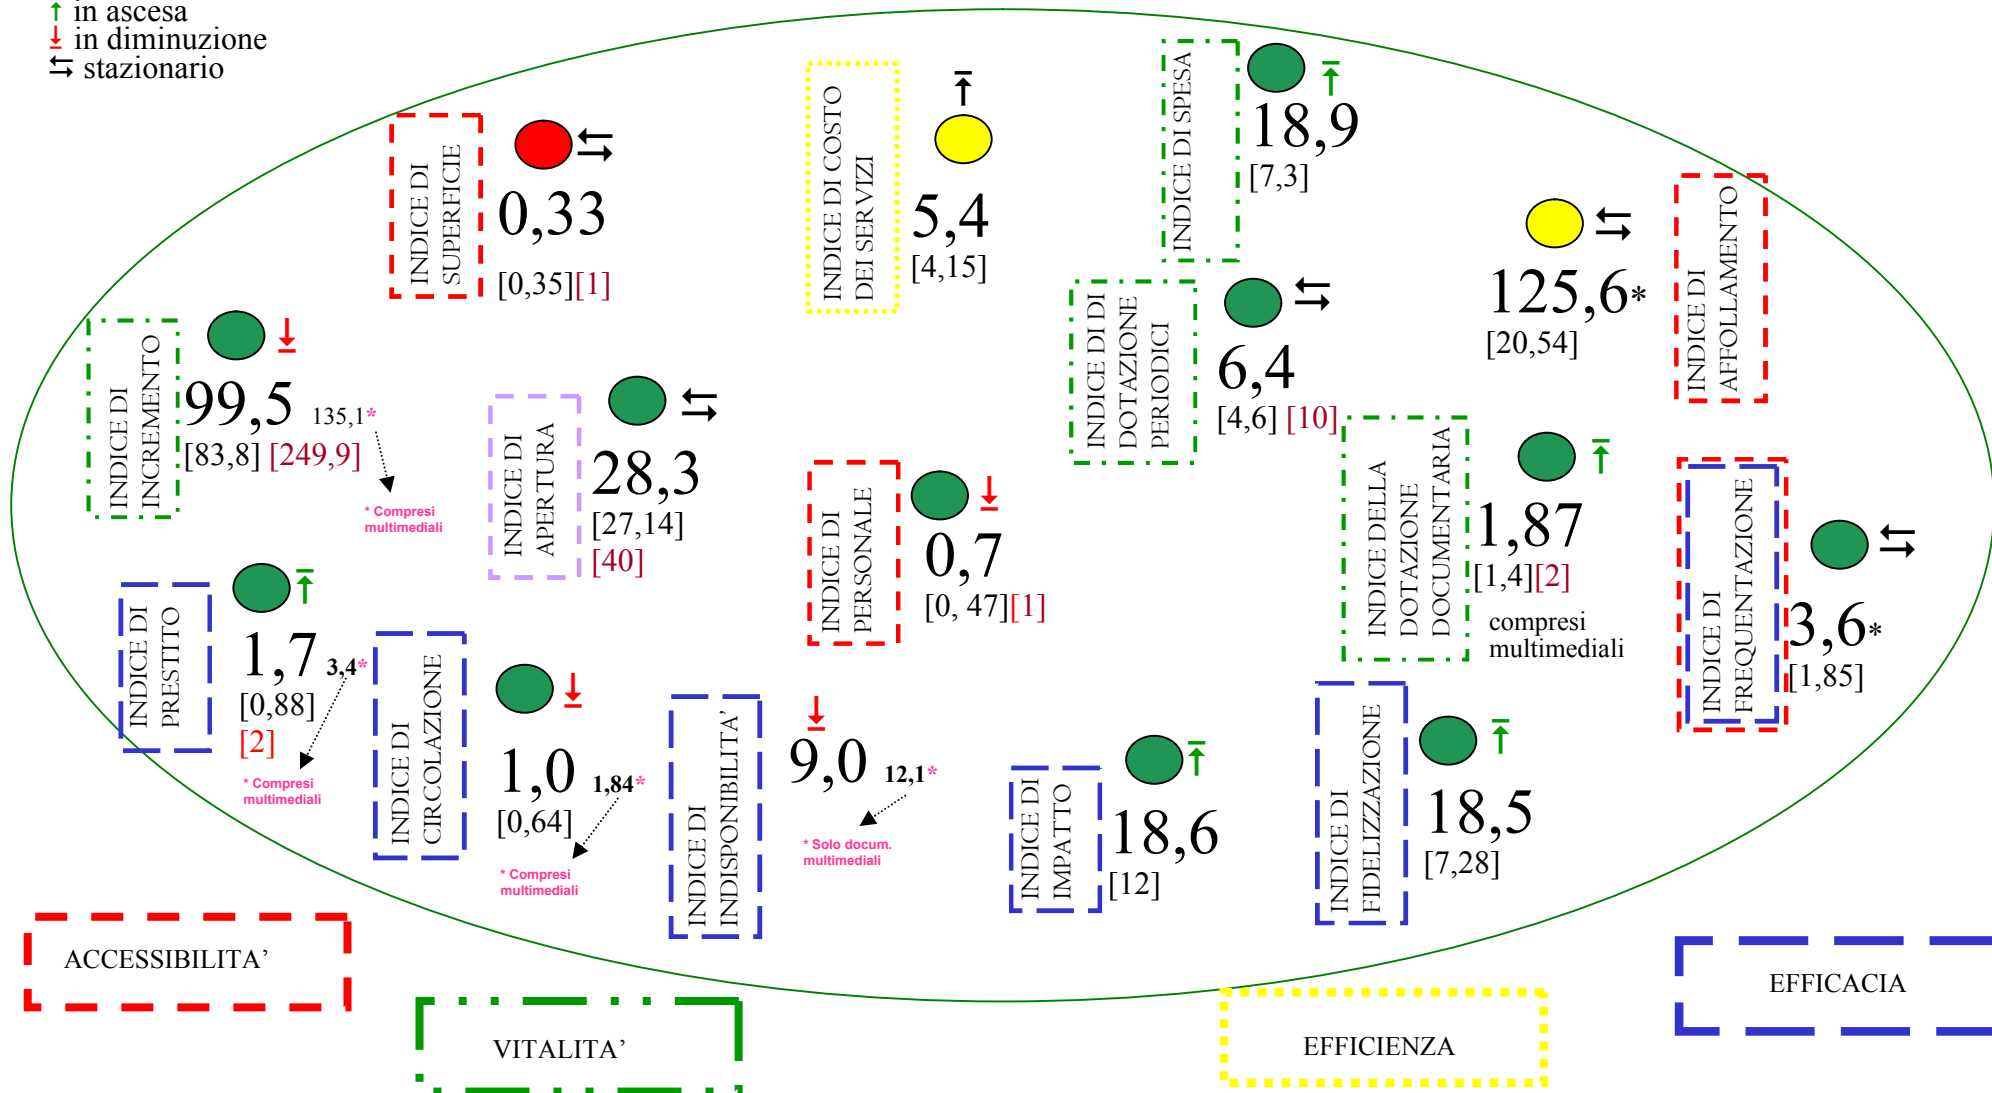 in ascesa
in diminuzione
stazionario
INDICE DI
SUPERFICIE
0,33
[0,35][1]
INDICE DI COSTO
DEI SERVIZI
5,4
[4,15]
INDICE DI SPESA
18,9
[7,3]
125,6*
[20,54]
INDICE DI
AFFOLLAMENTO
INDICE DI
INCREMENTO
99,5 135,1*
[83,8] [249,9]
* Compresi
multimediali
INDICE DI
APERTURA
28,3
[27,14]
[40]
INDICE DI DI
DOTAZIONE
PERIODICI
6,4
[4,6] [10]
INDICE DI
PERSONALE
0,7
[0, 47][1]
INDICE DELLA
DOTAZIONE
DOCUMENTARIA
1,87
[1,4][2]
compresi
multimediali
INDICE DI
FREQUENTAZIONE
3,6*
[1,85]
INDICE DI
PRESTITO
1,7 3,4*
[0,88]
[2]
* Compresi
multimediali
INDICE DI
CIRCOLAZIONE
1,0 1,84*
[0,64]
* Compresi
multimediali
INDICE DI
INDISPONIBILITA’
9,0 12,1*
* Solo docum.
multimediali
INDICE DI
IMPATTO
18,6
[12]
INDICE DI
FIDELIZZAZIONE
18,5
[7,28]
ACCESSIBILITA’
VITALITA’
EFFICIENZA
EFFICACIA